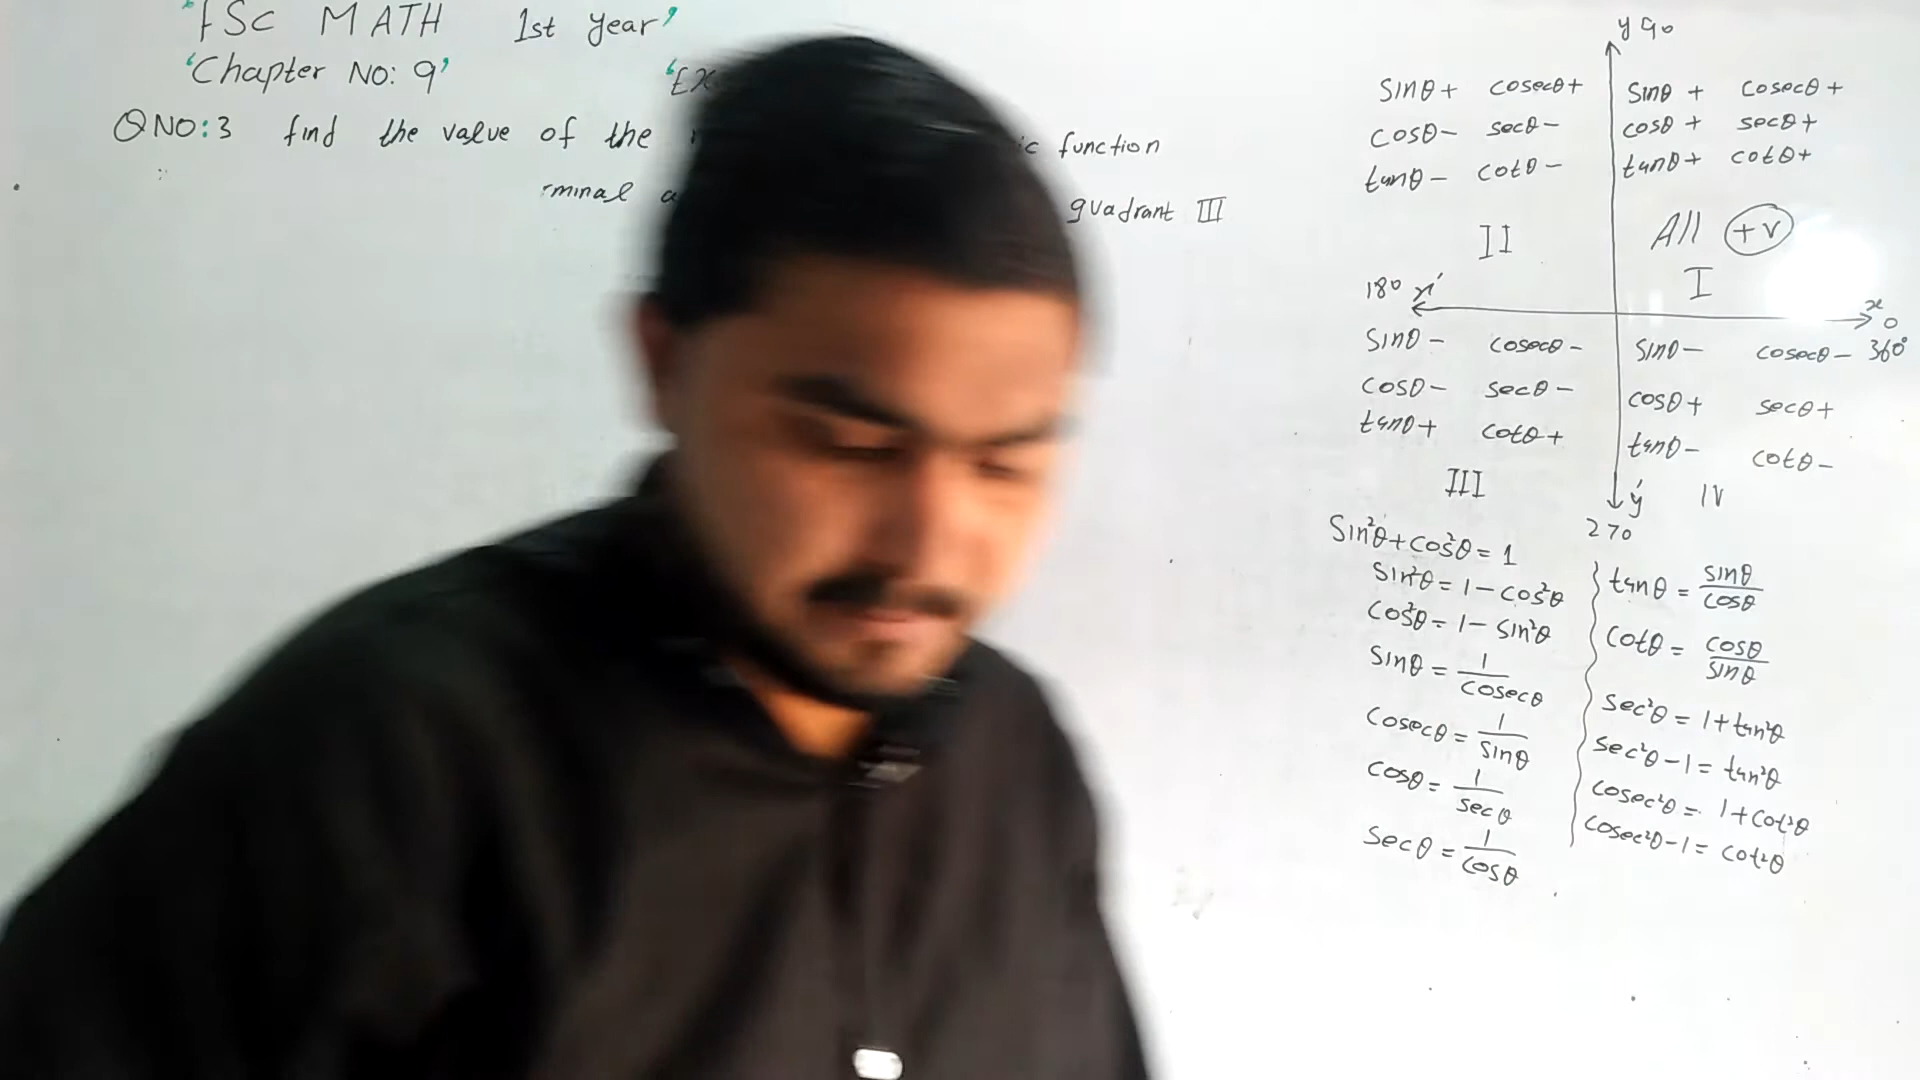 'FSc MATH 1st year'
'Chapter No: 9' 'Ex
QNO:3 find the value of the function
minal quadrant III
y 90
sinθ+ cosecθ+
cosθ- secθ-
tanθ- cotθ-
II
sinθ + cosecθ +
cosθ + secθ+
tanθ+ cotθ+
All +v
I
180 x'
x 0
360°
sinθ- cosecθ-
cosθ- secθ-
tanθ+ cotθ+
III
sinθ- cosecθ-
cosθ+ secθ+
tanθ- cotθ-
IV
y'
270
Sin²θ+cos²θ=1
sin²θ=1-cos²θ
cos²θ=1-sin²θ
sinθ=1/cosecθ
cosecθ=1/sinθ
cosθ=1/secθ
secθ=1/cosθ
tanθ=sinθ/cosθ
cotθ=cosθ/sinθ
sec²θ=1+tan²θ
sec²θ-1=tan²θ
cosec²θ=1+cot²θ
cosec²θ-1=cot²θ